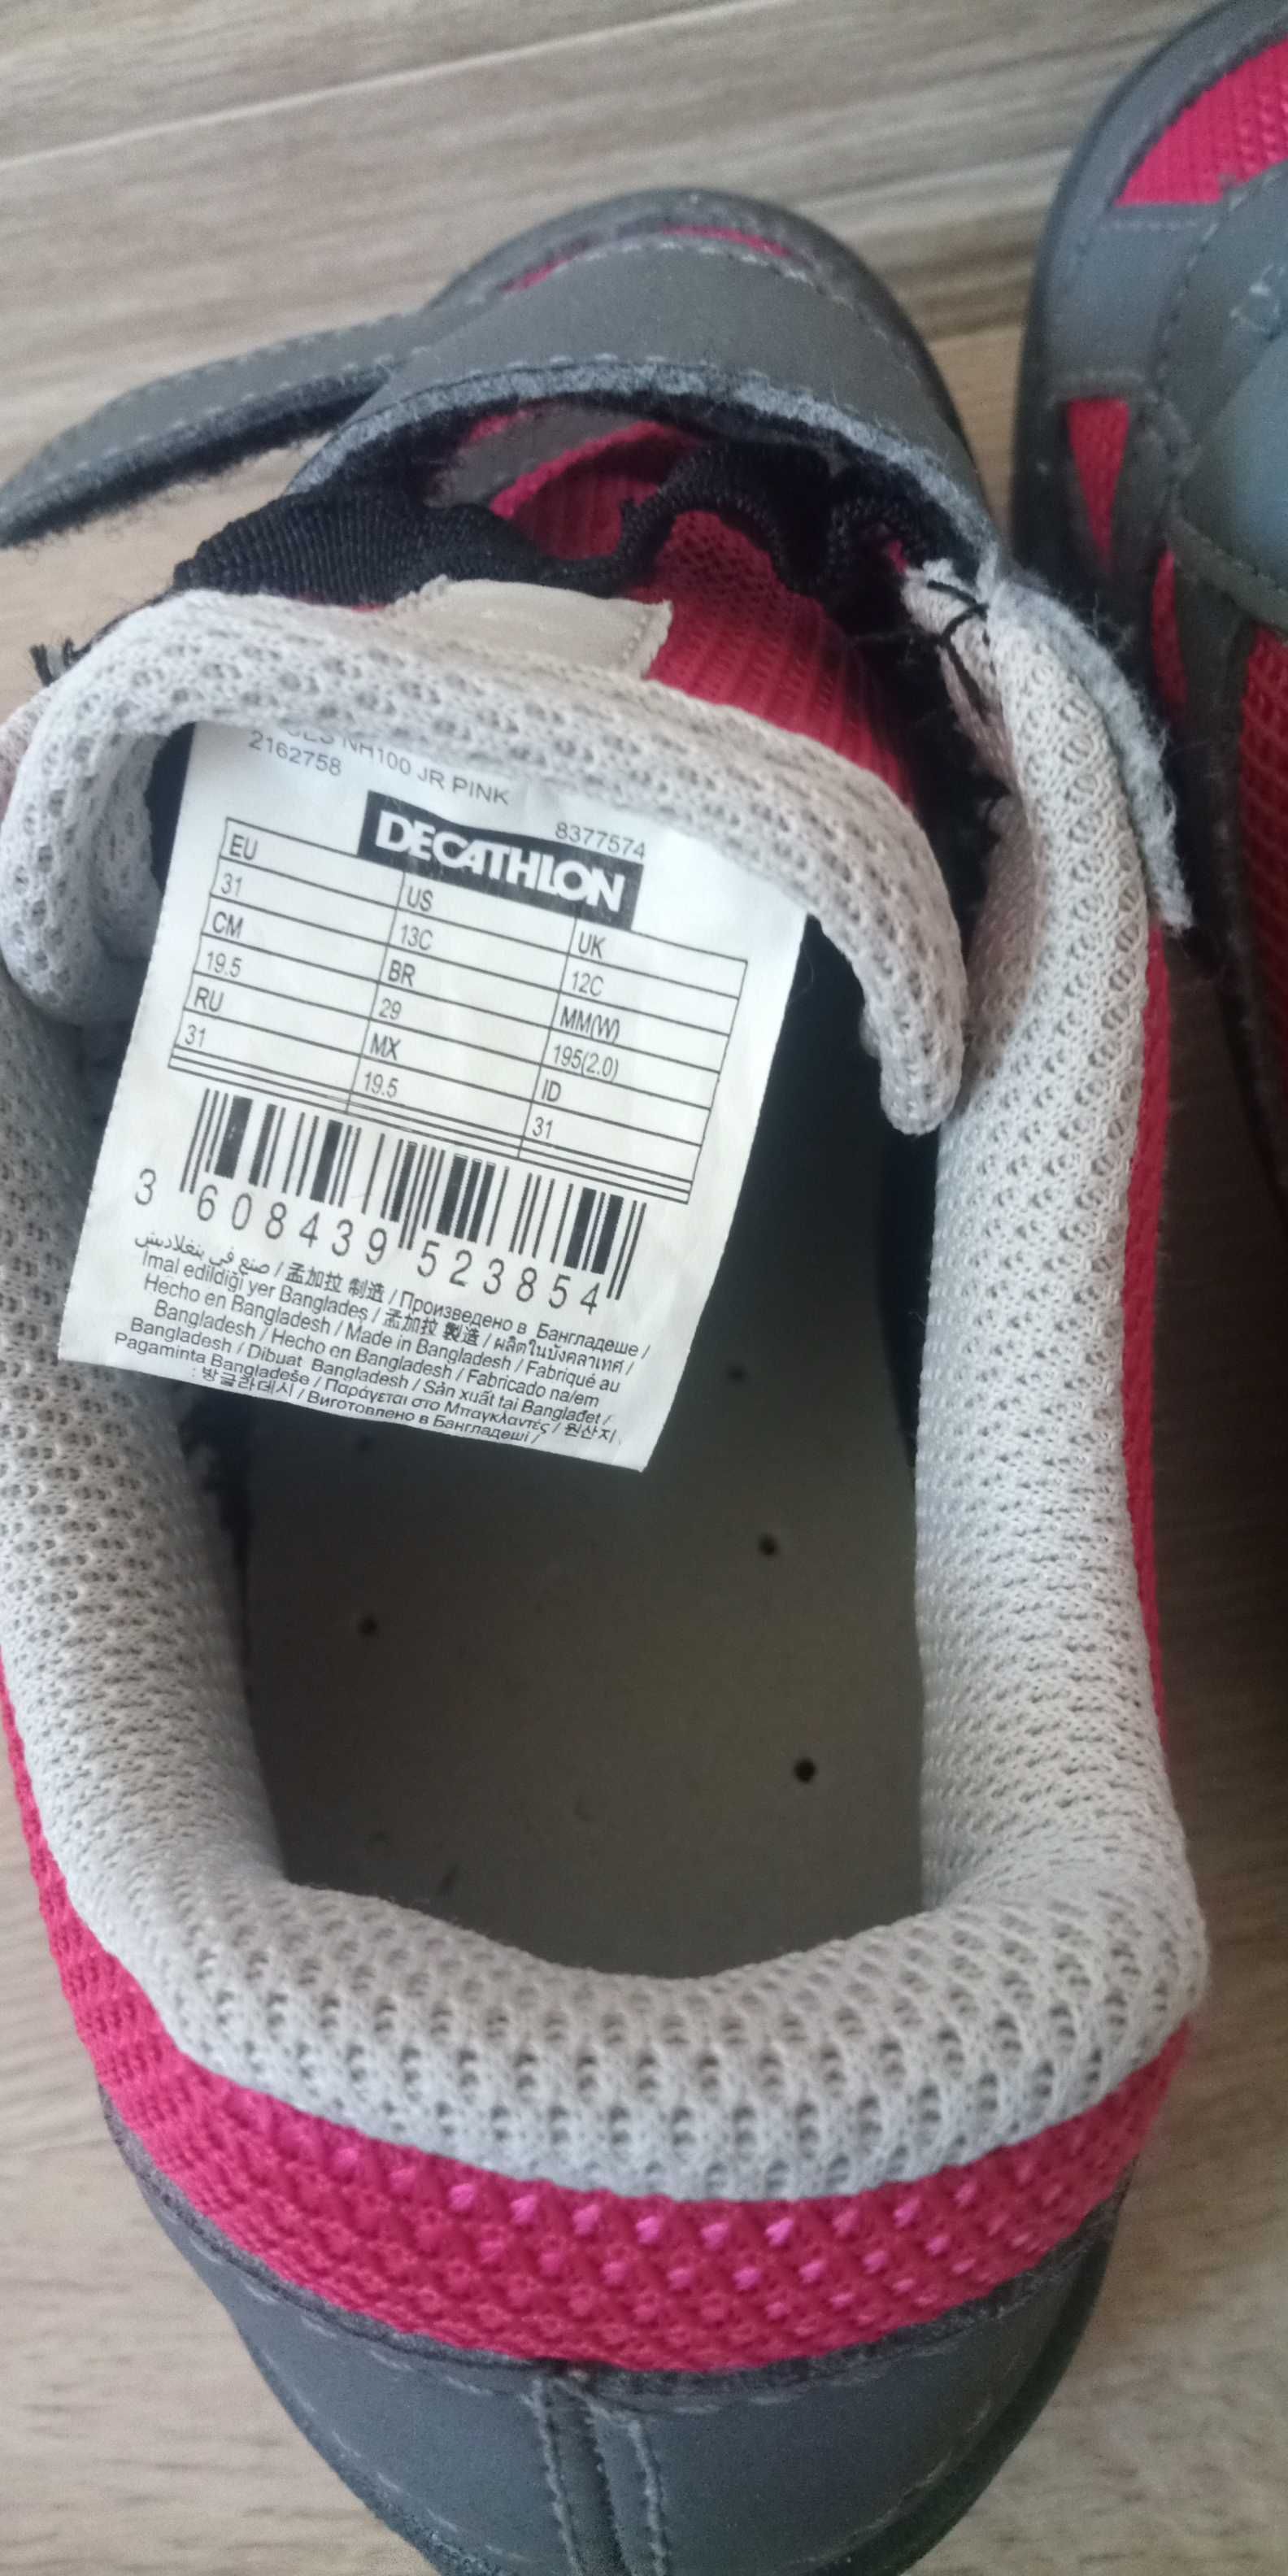 NH100 JR PINK
2162758
8377574
DECATHLON
EU US UK
31 13C 12C
CM BR MM(W)
19.5 29 195(2.0)
RU MX ID
31 19.5 31
3 608439 523854
صنع في بنغلاديش / 孟加拉 制造 / Произведено в Бангладеше /
Imal edildiği yer Bangladeş / 孟加拉 製造 / ผลิตในบังคลาเทศ /
Hecho en Bangladesh / Made in Bangladesh / Fabriqué au
Bangladesh / Hecho en Bangladesh / Fabricado na/em
Bangladesh / Dibuat Bangladesh / Sản xuất tai Bangladet /
Pagaminta Bangladeše / Παράγεται στο Μπαγκλαντές / 원산지
: 방글라데시 / Виготовлено в Бангладеші /